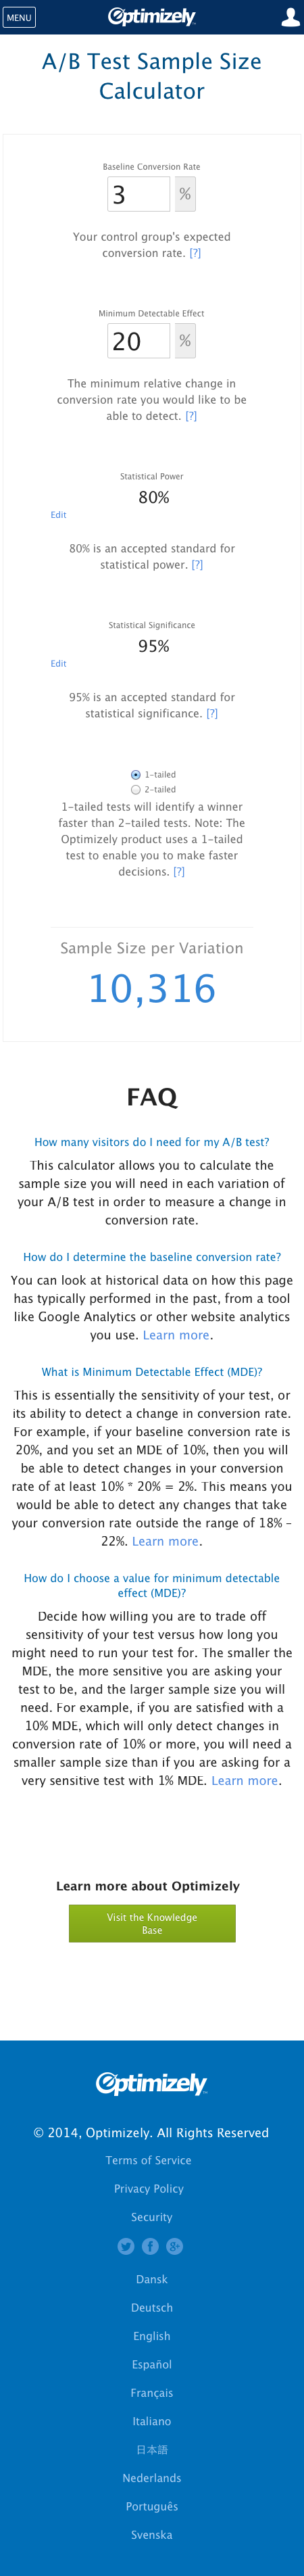 MENU
Optimizely
A/B Test Sample Size
Calculator
Baseline Conversion Rate
3 %
Your control group's expected
conversion rate. [?]
Minimum Detectable Effect
20 %
The minimum relative change in
conversion rate you would like to be
able to detect. [?]
Statistical Power
80%
Edit
80% is an accepted standard for
statistical power. [?]
Statistical Significance
95%
Edit
95% is an accepted standard for
statistical significance. [?]
1-tailed
2-tailed
1-tailed tests will identify a winner
faster than 2-tailed tests. Note: The
Optimizely product uses a 1-tailed
test to enable you to make faster
decisions. [?]
Sample Size per Variation
10,316
FAQ
How many visitors do I need for my A/B test?
This calculator allows you to calculate the
sample size you will need in each variation of
your A/B test in order to measure a change in
conversion rate.
How do I determine the baseline conversion rate?
You can look at historical data on how this page
has typically performed in the past, from a tool
like Google Analytics or other website analytics
you use. Learn more.
What is Minimum Detectable Effect (MDE)?
This is essentially the sensitivity of your test, or
its ability to detect a change in conversion rate.
For example, if your baseline conversion rate is
20%, and you set an MDE of 10%, then you will
be able to detect changes in your conversion
rate of at least 10% * 20% = 2%. This means you
would be able to detect any changes that take
your conversion rate outside the range of 18% -
22%. Learn more.
How do I choose a value for minimum detectable
effect (MDE)?
Decide how willing you are to trade off
sensitivity of your test versus how long you
might need to run your test for. The smaller the
MDE, the more sensitive you are asking your
test to be, and the larger sample size you will
need. For example, if you are satisfied with a
10% MDE, which will only detect changes in
conversion rate of 10% or more, you will need a
smaller sample size than if you are asking for a
very sensitive test with 1% MDE. Learn more.
Learn more about Optimizely
Visit the Knowledge
Base
Optimizely
© 2014, Optimizely. All Rights Reserved
Terms of Service
Privacy Policy
Security
Dansk
Deutsch
English
Español
Français
Italiano
日本語
Nederlands
Português
Svenska